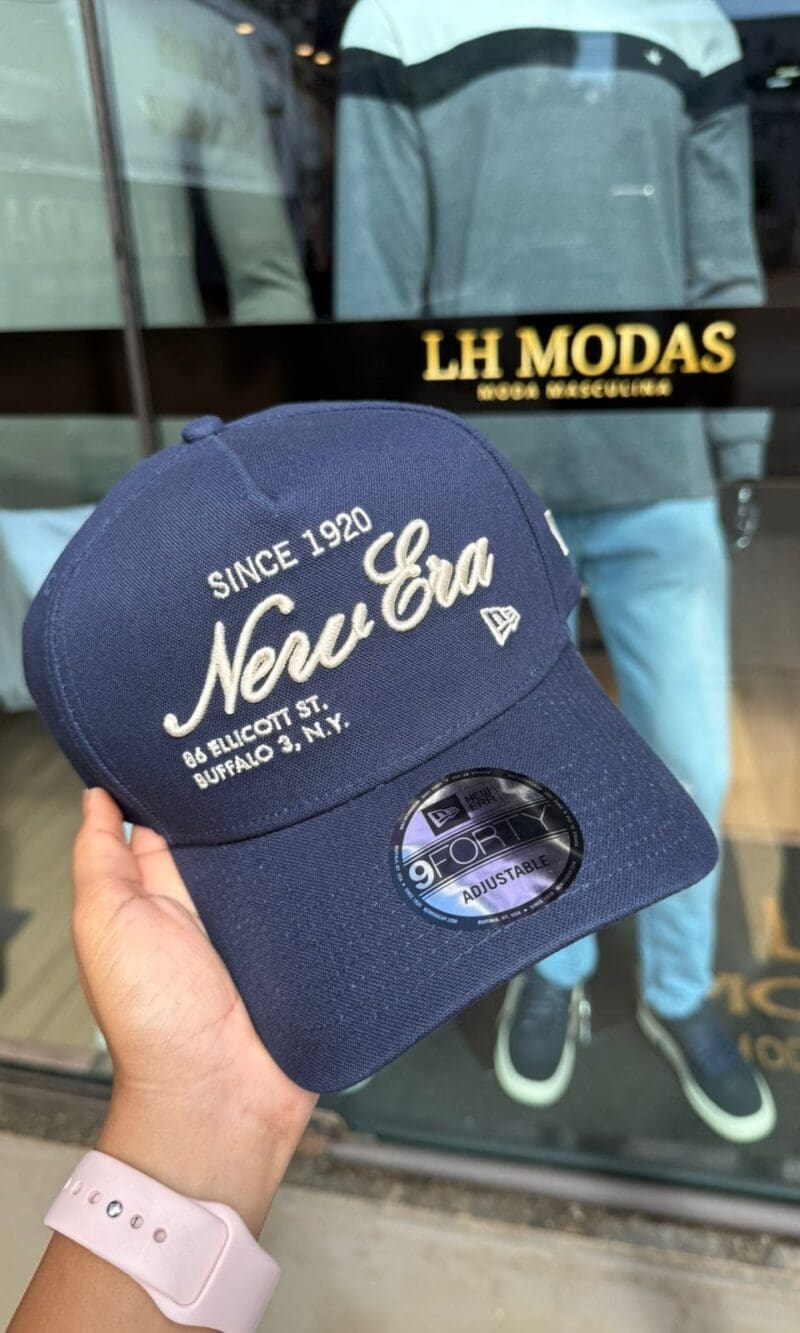 LH MODAS
MODA MASCULINA
SINCE 1920
New Era
86 ELLICOTT ST.
BUFFALO 3, N.Y.
NEW ERA
9FORTY
ADJUSTABLE